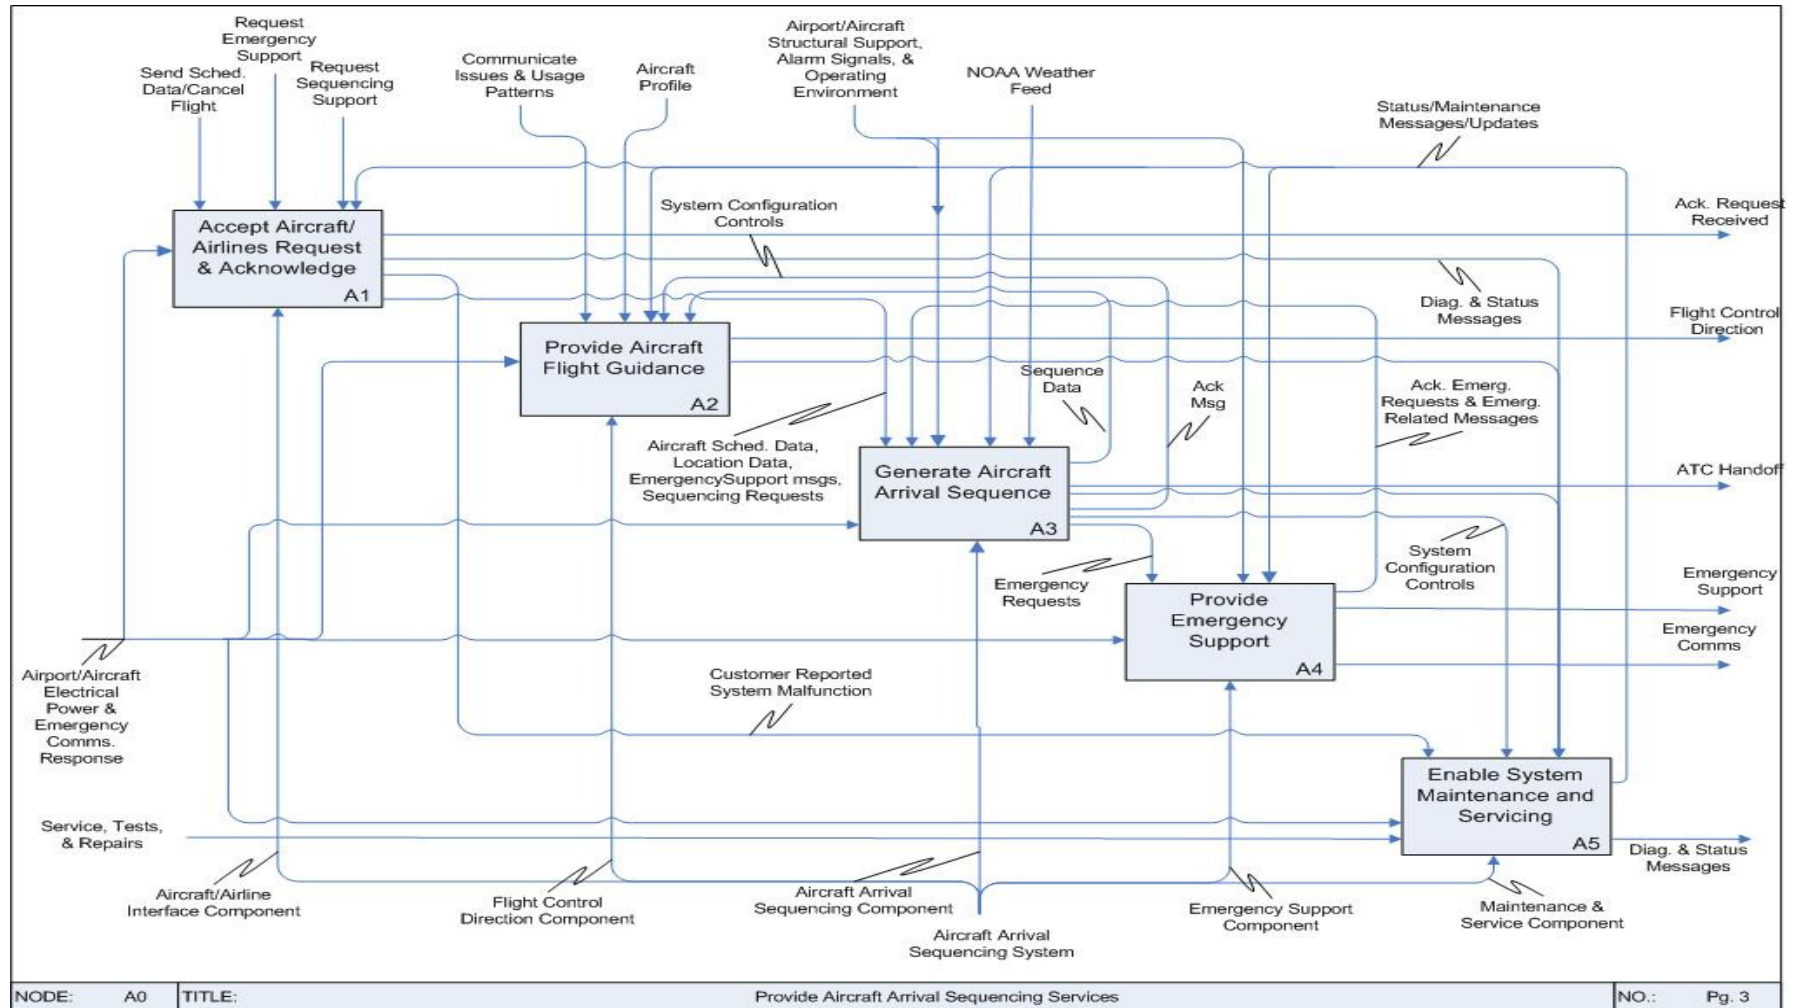 Request
Emergency
Support
Send Sched.
Data/Cancel
Flight
Request
Sequencing
Support
Communicate
Issues & Usage
Patterns
Aircraft
Profile
Airport/Aircraft
Structural Support,
Alarm Signals, &
Operating
Environment
NOAA Weather
Feed
Status/Maintenance
Messages/Updates
System Configuration
Controls
Ack. Request
Received
Accept Aircraft/
Airlines Request
& Acknowledge
A1
Diag. & Status
Messages
Flight Control
Direction
Provide Aircraft
Flight Guidance
A2
Sequence
Data
Ack
Msg
Ack. Emerg.
Requests & Emerg.
Related Messages
Aircraft Sched. Data,
Location Data,
EmergencySupport msgs,
Sequencing Requests
Generate Aircraft
Arrival Sequence
A3
ATC Handoff
System
Configuration
Controls
Emergency
Requests
Provide
Emergency
Support
A4
Emergency
Support
Emergency
Comms
Airport/Aircraft
Electrical
Power &
Emergency
Comms.
Response
Customer Reported
System Malfunction
Enable System
Maintenance and
Servicing
A5
Service, Tests,
& Repairs
Diag. & Status
Messages
Aircraft/Airline
Interface Component
Flight Control
Direction Component
Aircraft Arrival
Sequencing Component
Aircraft Arrival
Sequencing System
Emergency Support
Component
Maintenance &
Service Component
NODE: A0 TITLE: Provide Aircraft Arrival Sequencing Services NO.: Pg. 3